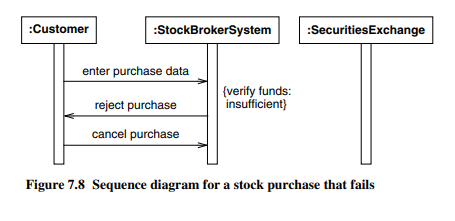 :Customer
:StockBrokerSystem
:SecuritiesExchange
enter purchase data
{verify funds:
insufficient}
reject purchase
cancel purchase
Figure 7.8 Sequence diagram for a stock purchase that fails